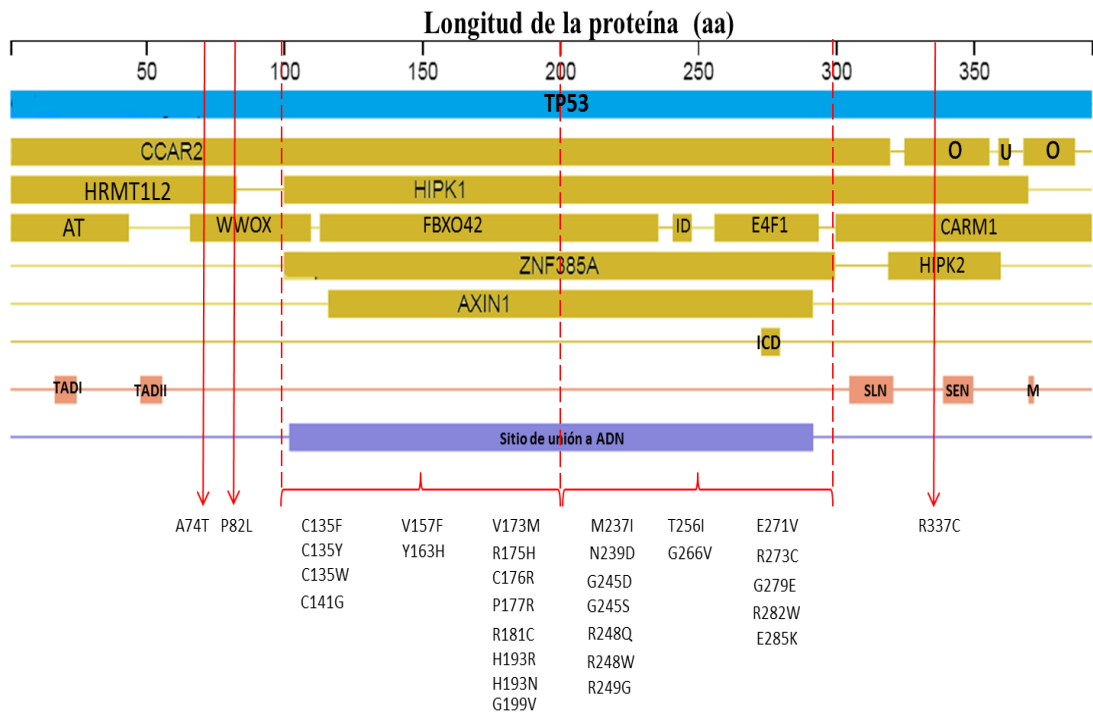 Longitud de la proteína (aa)
50 100 150 200 250 300 350
TP53
CCAR2 O U O
HRMT1L2 HIPK1
AT WWOX FBXO42 ID E4F1 CARM1
ZNF385A HIPK2
AXIN1
ICD
TADI TADII SLN SEN M
Sitio de unión a ADN
A74T P82L C135F V157F V173M M237I T256I E271V R337C
C135Y Y163H R175H N239D G266V R273C
C135W C176R G245D G279E
C141G P177R G245S R282W
R181C R248Q E285K
H193R R248W
H193N R249G
G199V